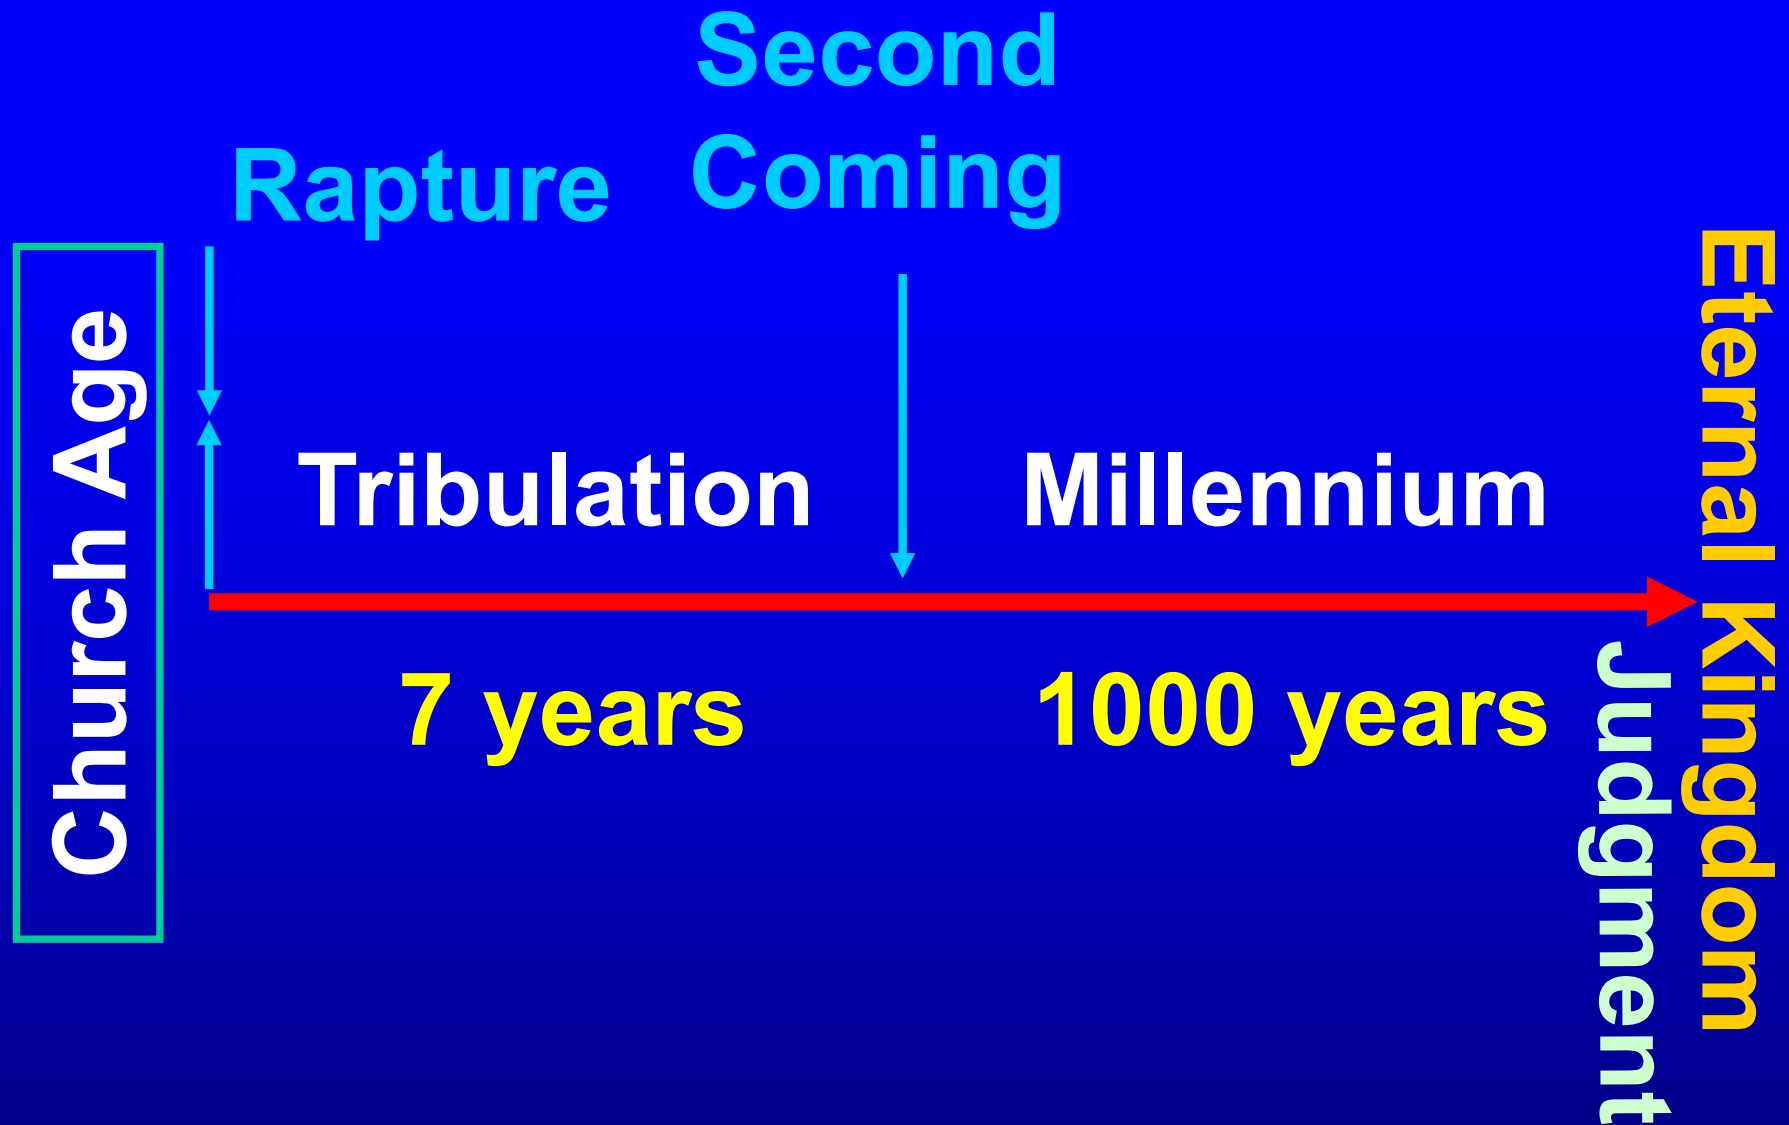 Second
Coming
Rapture
Church Age
Tribulation
Millennium
7 years
1000 years
Judgment
Eternal Kingdom